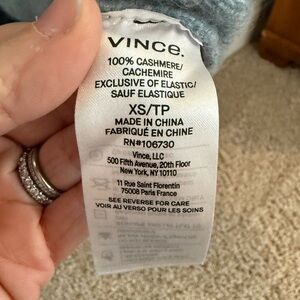 VINCE.
100% CASHMERE/
CACHEMIRE
EXCLUSIVE OF ELASTIC/
SAUF ELASTIQUE
XS/TP
MADE IN CHINA
FABRIQUÉ EN CHINE
RN#106730
Vince, LLC
500 Fifth Avenue, 20th Floor
New York, NY 10110
11 Rue Saint Florentin
75008 Paris France
SEE REVERSE FOR CARE
VOIR AU VERSO POUR LES SOINS